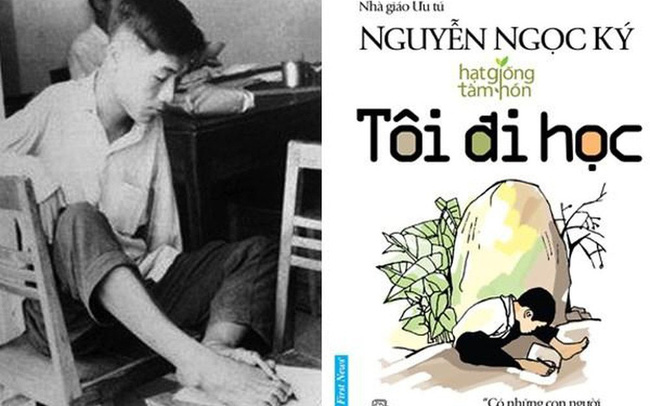 Nhà giáo Ưu tú
NGUYỄN NGỌC KÝ
hạt giống
tâm hồn
Tôi đi học
First News
"Có những con người